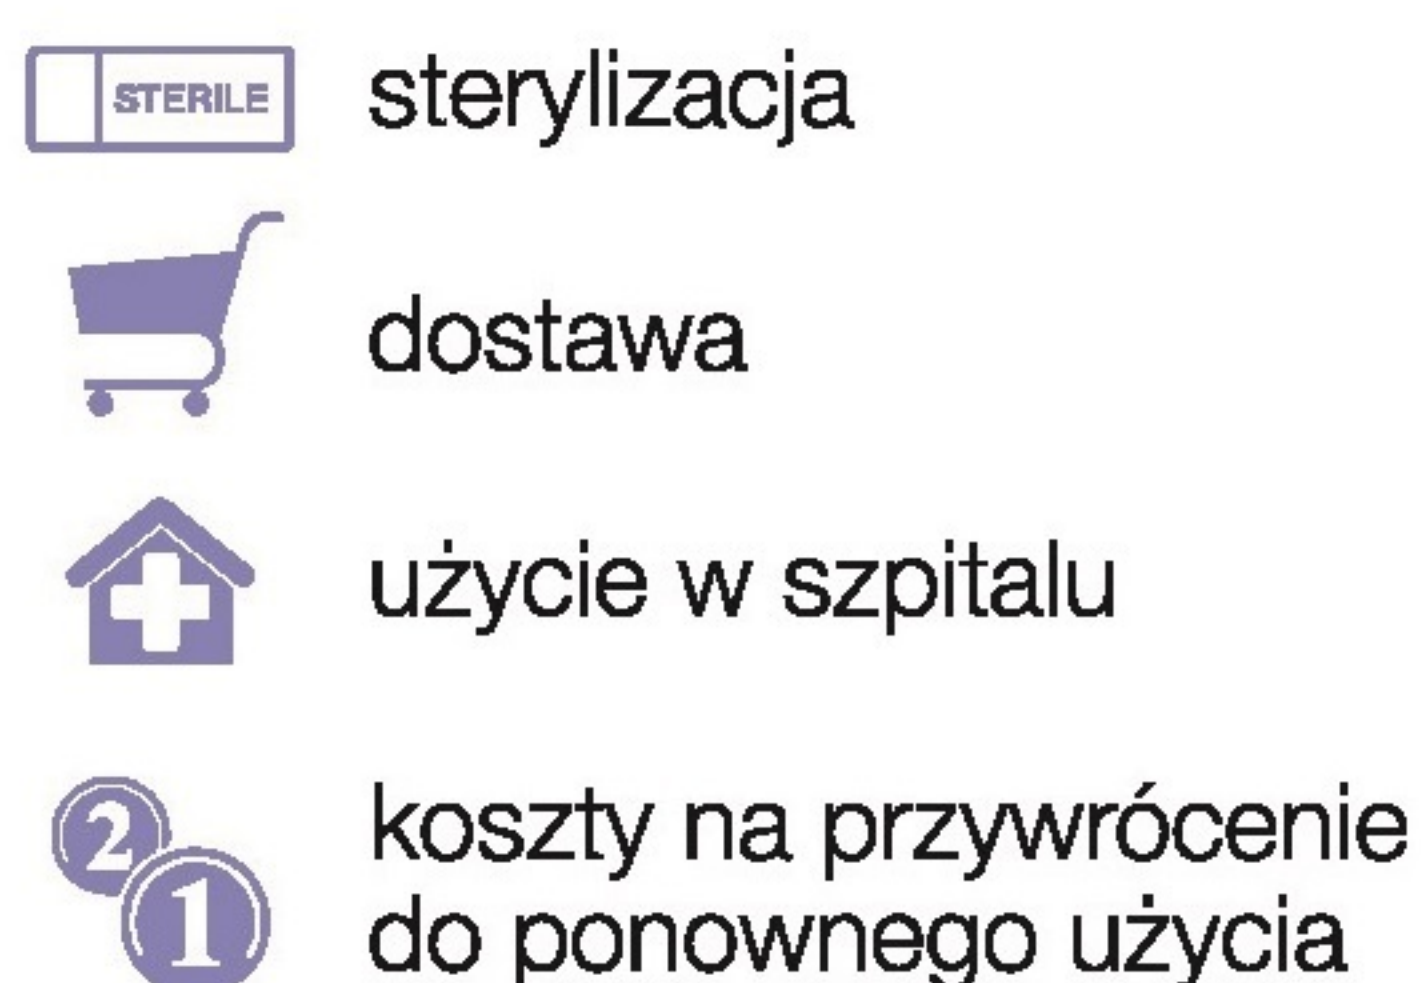 STERILE sterylizacja
dostawa
użycie w szpitalu
2 koszty na przywrócenie
1 do ponownego użycia